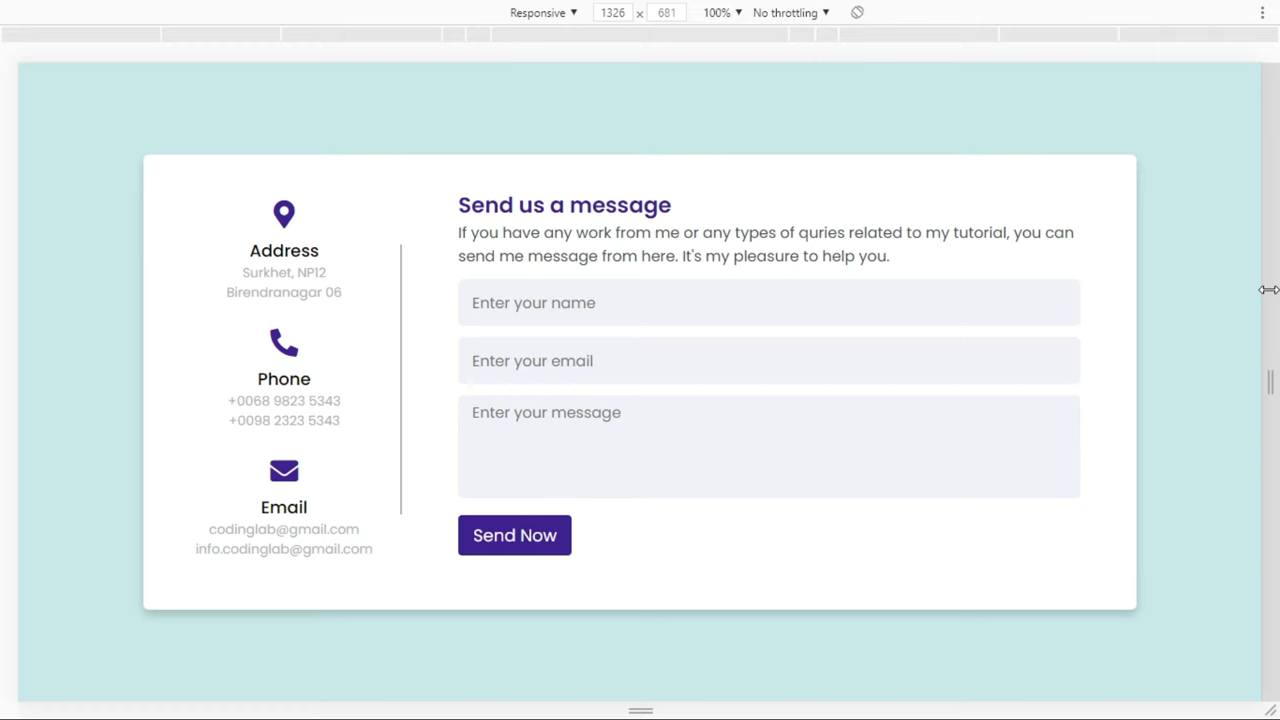 Responsive 1326 × 681 100% No throttling
Address
Surkhet, NP12
Birendranagar 06
Phone
+0068 9823 5343
+0098 2323 5343
Email
codinglab@gmail.com
info.codinglab@gmail.com
Send us a message
If you have any work from me or any types of quries related to my tutorial, you can
send me message from here. It's my pleasure to help you.
Enter your name
Enter your email
Enter your message
Send Now